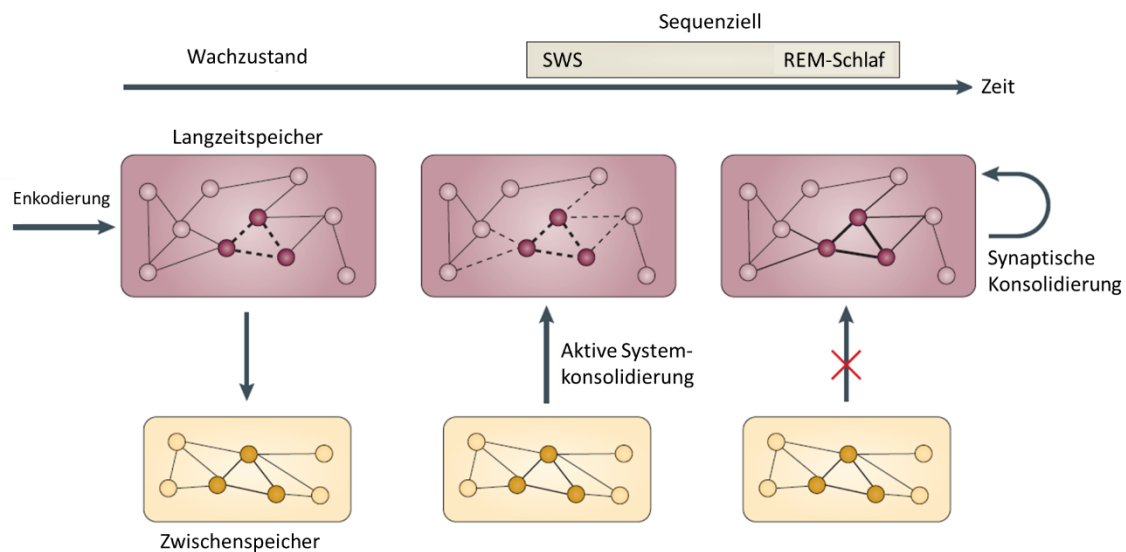 Sequenziell
Wachzustand
SWS
REM-Schlaf
Zeit
Langzeitspeicher
Enkodierung
Synaptische
Konsolidierung
Aktive System-
konsolidierung
Zwischenspeicher